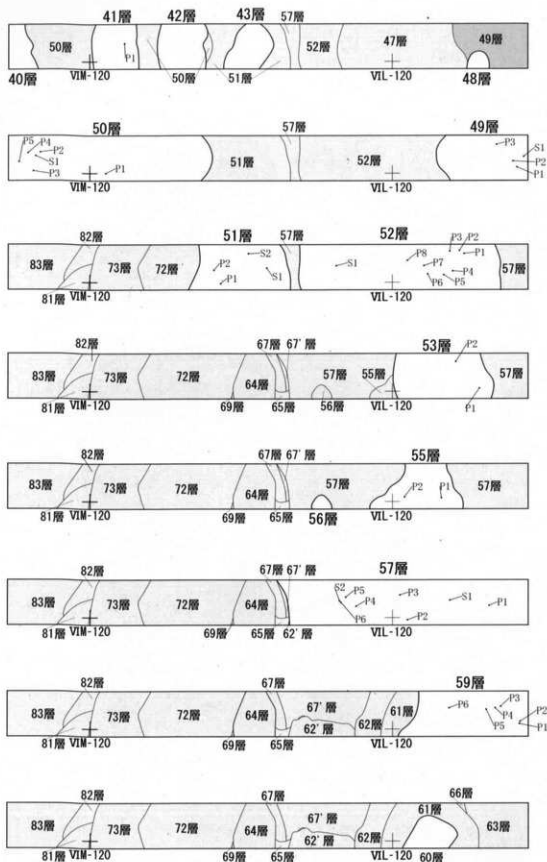 41層 42層 43層 57層
50層 52層 47層 49層
P1
40層 VIM-120 50層 51層 VIL-120 48層
50層 57層 49層
P5 P4 P2 S1 P3 P1 51層 52層 P3 S1 P2 P1
VIM-120 VIL-120
82層 51層 57層 52層
83層 73層 72層 P2 P1 S2 S1 S1 P8 P7 P6 P3 P2 P1 P4 P5 57層
81層 VIM-120 VIL-120
82層 67層 67'層 53層
83層 73層 72層 64層 57層 55層 P2 P1 57層
81層 VIM-120 69層 65層 56層 VIL-120
82層 67層 67'層 55層
83層 73層 72層 64層 57層 P2 P1 57層
81層 VIM-120 69層 65層 56層 VIL-120
82層 67層 67'層 57層
83層 73層 72層 64層 S2 P5 P4 P6 P3 P2 S1 P1
81層 VIM-120 69層 65層 62'層 VIL-120
82層 67層 59層
83層 73層 72層 64層 67'層 62'層 62層 61層 P6 P3 P4 P5 P2 P1
81層 VIM-120 69層 65層 VIL-120
82層 67層 66層
83層 73層 72層 64層 67'層 62'層 62層 61層 63層
81層 VIM-120 69層 65層 VIL-120 60層